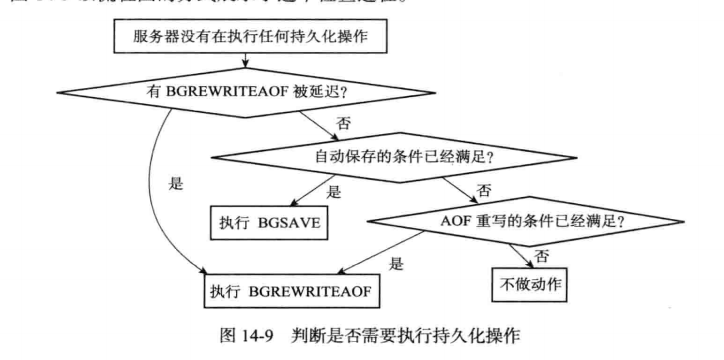 服务器没有在执行任何持久化操作
有 BGREWRITEAOF 被延迟?
否
自动保存的条件已经满足?
是
是
否
执行 BGSAVE
AOF 重写的条件已经满足?
是
否
执行 BGREWRITEAOF
不做动作
图 14-9 判断是否需要执行持久化操作